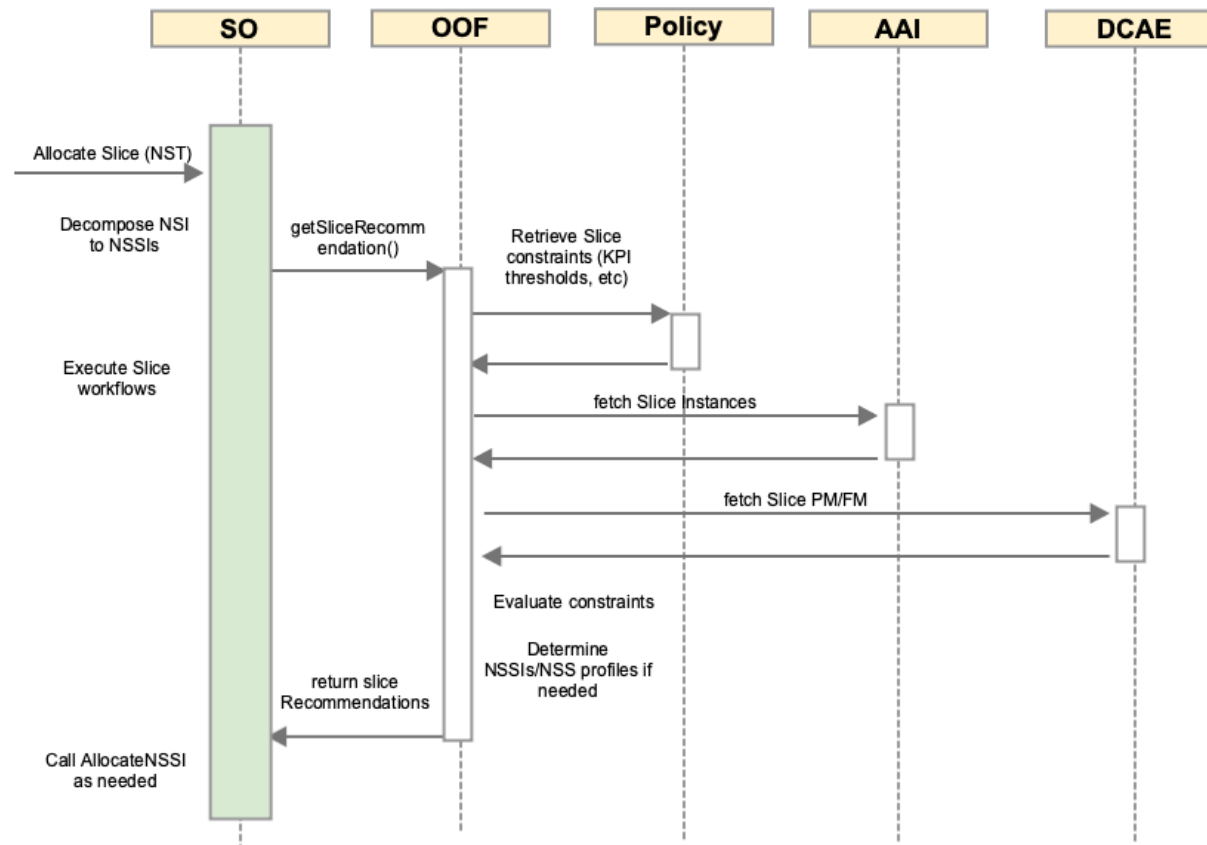 SO
OOF
Policy
AAI
DCAE
Allocate Slice (NST)
Decompose NSI
to NSSIs
getSliceRecomm
endation()
Retrieve Slice
constraints (KPI
thresholds, etc)
Execute Slice
workflows
fetch Slice Instances
fetch Slice PM/FM
Evaluate constraints
Determine
NSSIs/NSS profiles if
needed
return slice
Recommendations
Call AllocateNSSI
as needed